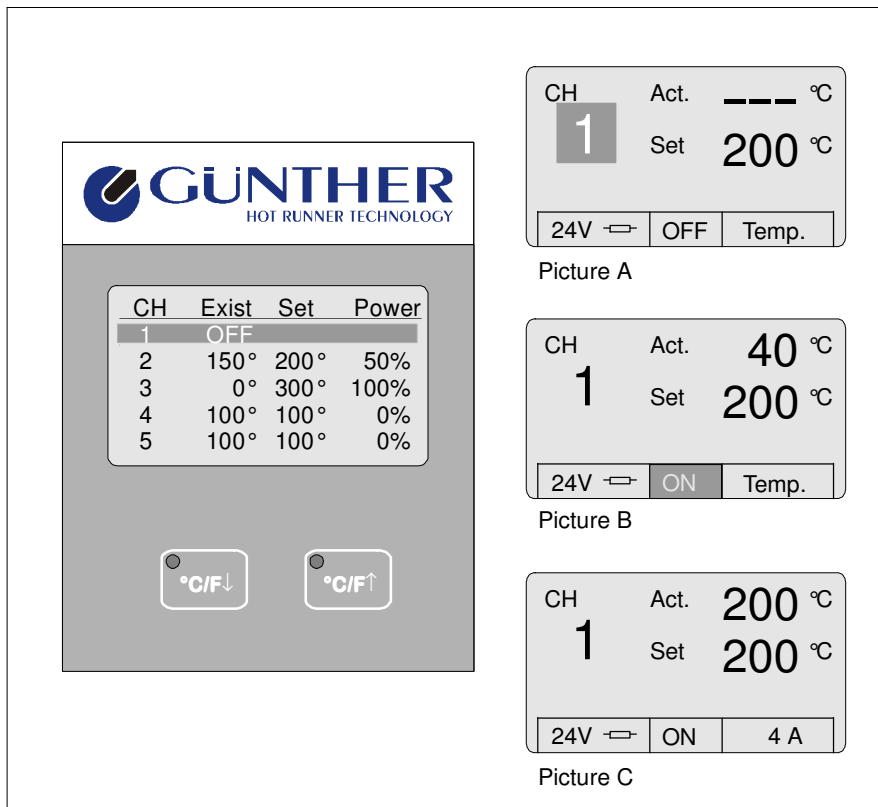 GÜNTHER
HOT RUNNER TECHNOLOGY
CH Exist Set Power
1 OFF
2 150° 200° 50%
3 0° 300° 100%
4 100° 100° 0%
5 100° 100° 0%
°C/F↓ °C/F↑
CH Act. --- °C
1 Set 200 °C
24V OFF Temp.
Picture A
CH Act. 40 °C
1 Set 200 °C
24V ON Temp.
Picture B
CH Act. 200 °C
1 Set 200 °C
24V ON 4 A
Picture C